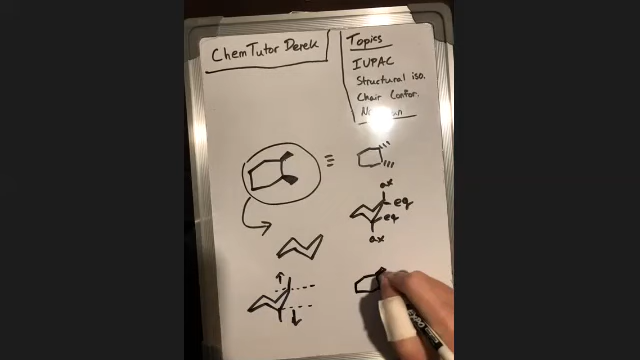 ChemTutor Derek
Topics
IUPAC
Structural iso.
Chair Confor.
ax
eq
eq
ax